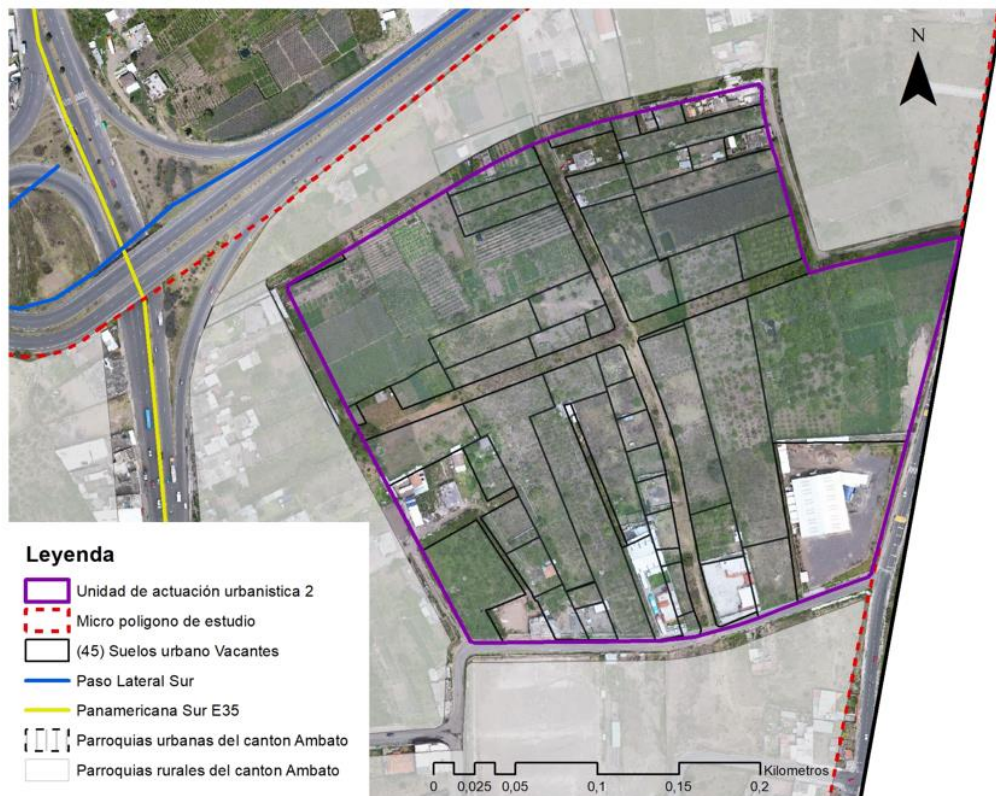 N
Leyenda
Unidad de actuación urbanistica 2
Micro poligono de estudio
(45) Suelos urbano Vacantes
Paso Lateral Sur
Panamericana Sur E35
Parroquias urbanas del canton Ambato
Parroquias rurales del canton Ambato
Kilometros
0 0,025 0,05 0,1 0,15 0,2